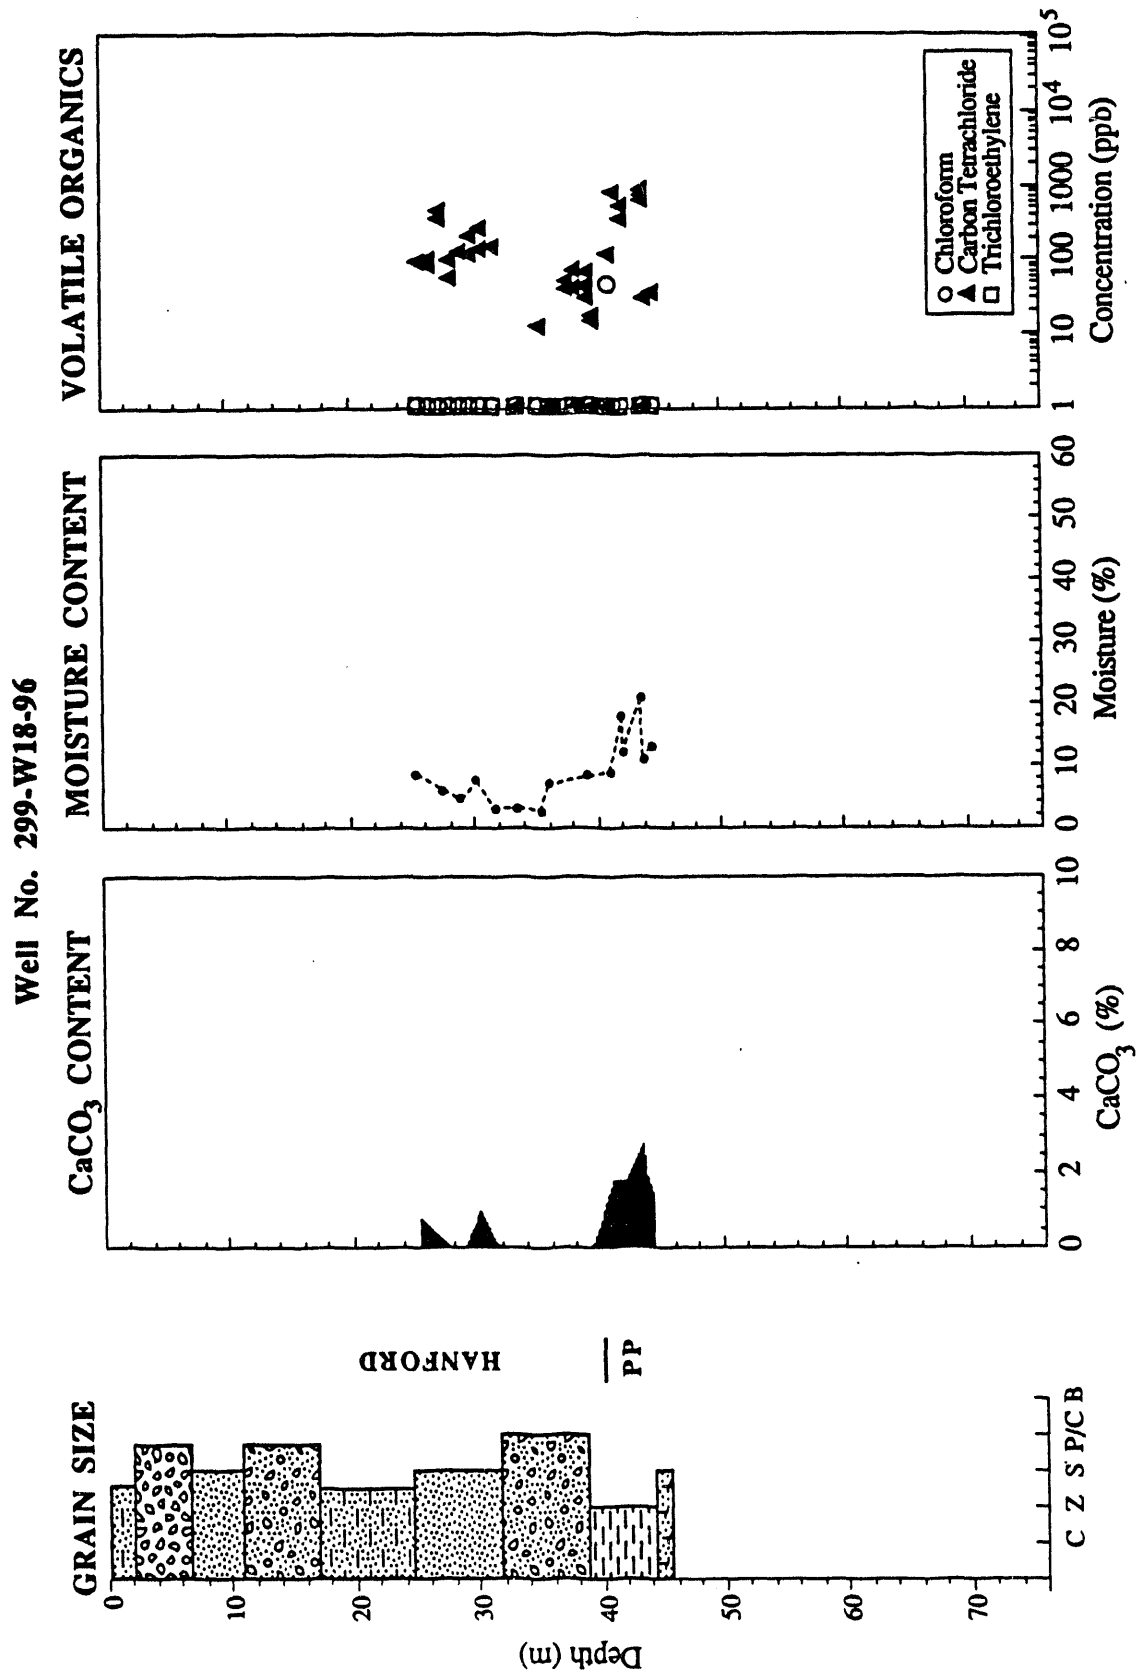 Well No. 299-W18-96
GRAIN SIZE
CaCO3 CONTENT
MOISTURE CONTENT
VOLATILE ORGANICS
0
10
20
30
40
50
60
70
Depth (m)
C Z S P/C B
HANFORD
PP
0 2 4 6 8 10
CaCO3 (%)
0 10 20 30 40 50 60
Moisture (%)
Chloroform
Carbon Tetrachloride
Trichloroethylene
1 10 100 1000 10^4 10^5
Concentration (ppb)